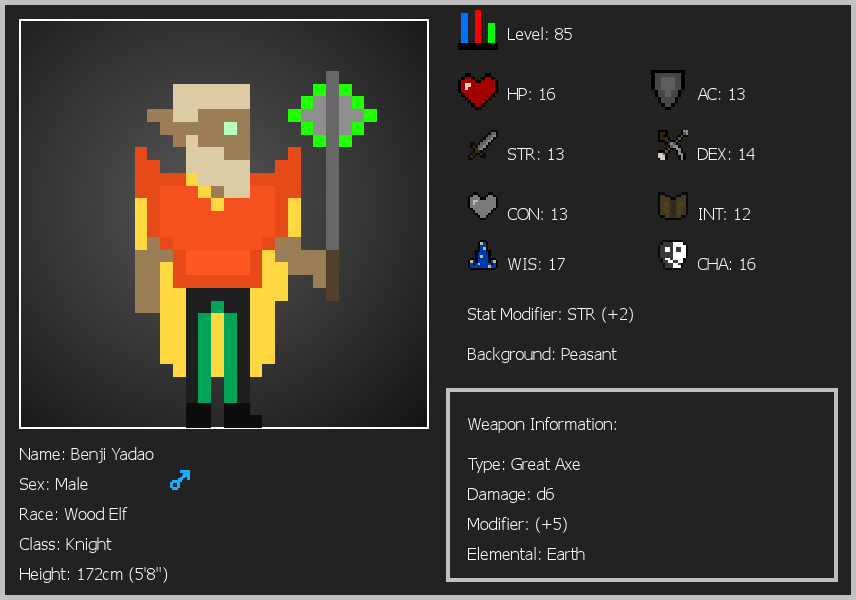 Level: 85
HP: 16
AC: 13
STR: 13
DEX: 14
CON: 13
INT: 12
WIS: 17
CHA: 16
Stat Modifier: STR (+2)
Background: Peasant
Weapon Information:
Type: Great Axe
Damage: d6
Modifier: (+5)
Elemental: Earth
Name: Benji Yadao
Sex: Male
Race: Wood Elf
Class: Knight
Height: 172cm (5'8")